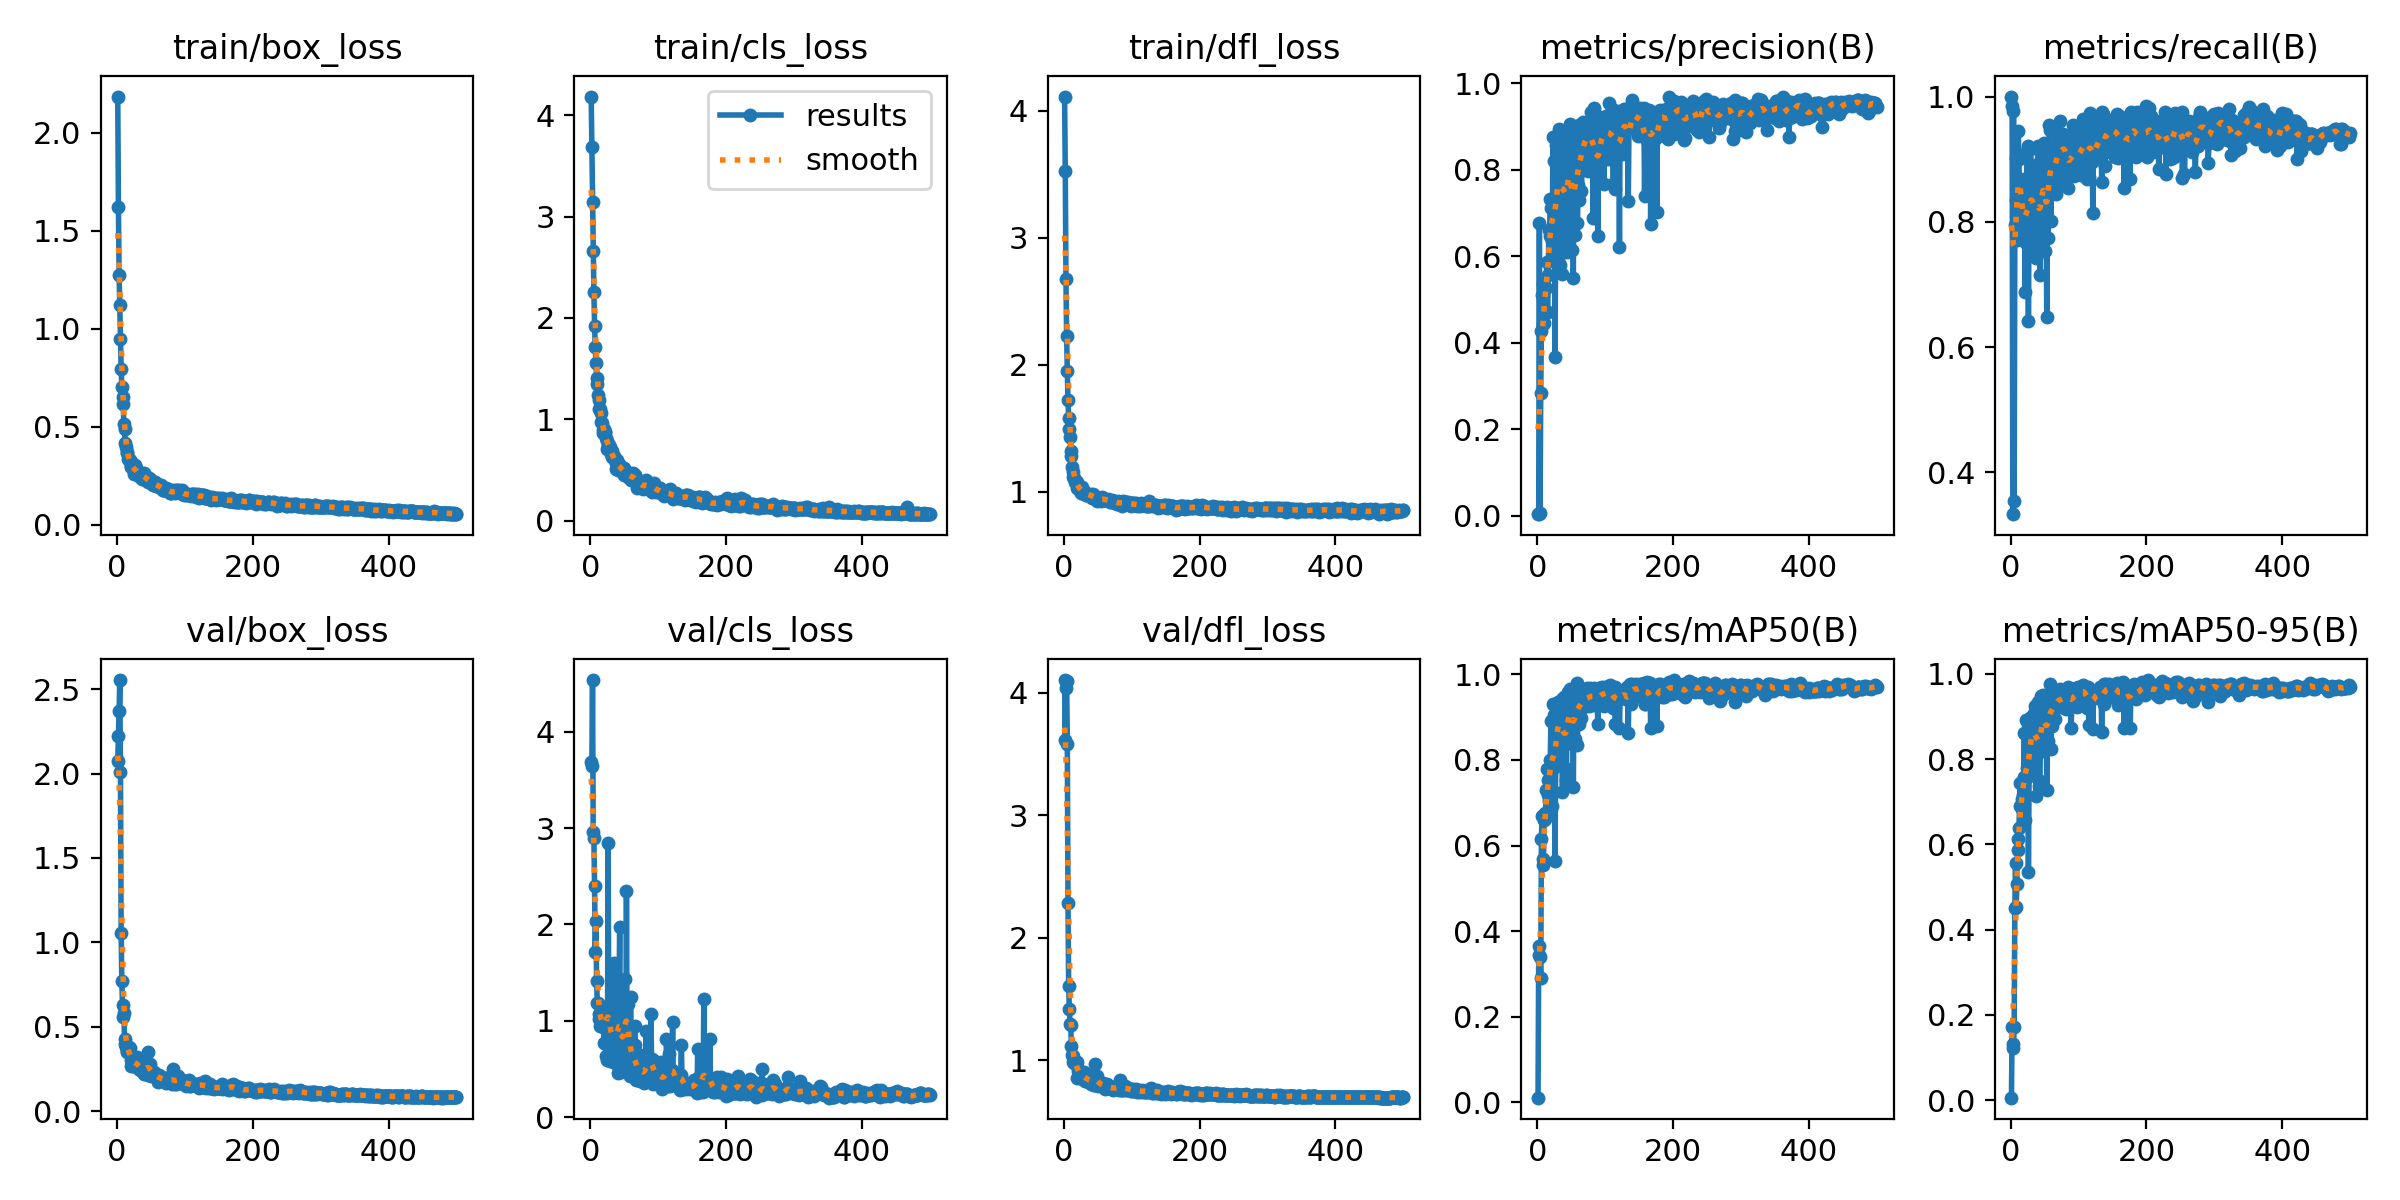 train/box_loss
2.0
1.5
1.0
0.5
0.0
0 200 400
train/cls_loss
results
smooth
4
3
2
1
0
0 200 400
train/dfl_loss
4
3
2
1
0 200 400
metrics/precision(B)
1.0
0.8
0.6
0.4
0.2
0.0
0 200 400
metrics/recall(B)
1.0
0.8
0.6
0.4
0 200 400
val/box_loss
2.5
2.0
1.5
1.0
0.5
0.0
0 200 400
val/cls_loss
4
3
2
1
0
0 200 400
val/dfl_loss
4
3
2
1
0 200 400
metrics/mAP50(B)
1.0
0.8
0.6
0.4
0.2
0.0
0 200 400
metrics/mAP50-95(B)
1.0
0.8
0.6
0.4
0.2
0.0
0 200 400